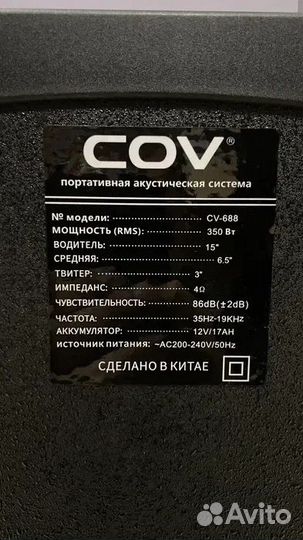 COV®
портативная акустическая система
№ модели: CV-688
МОЩНОСТЬ (RMS): 350 Вт
ВОДИТЕЛЬ: 15"
СРЕДНЯЯ: 6.5"
ТВИТЕР: 3"
ИМПЕДАНС: 4Ω
ЧУВСТВИТЕЛЬНОСТЬ: 86dB(±2dB)
ЧАСТОТА: 35Hz-19KHz
АККУМУЛЯТОР: 12V/17AH
источник питания: ~AC200-240V/50Hz
СДЕЛАНО В КИТАЕ
Avito